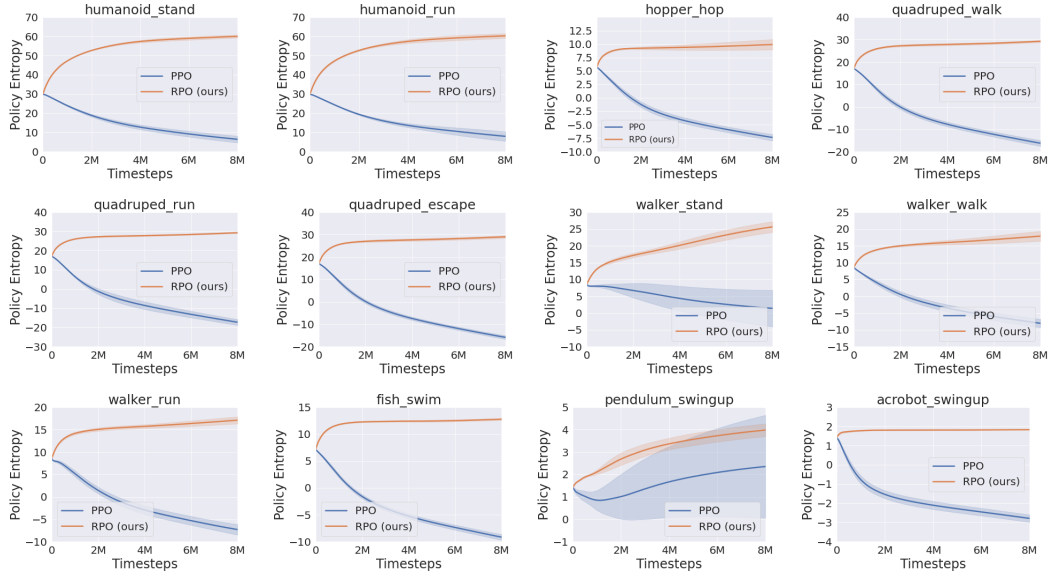 humanoid_stand
70
60
50
40
30
20
10
0
Policy Entropy
PPO
RPO (ours)
0 2M 4M 6M 8M
Timesteps
humanoid_run
70
60
50
40
30
20
10
0
Policy Entropy
PPO
RPO (ours)
0 2M 4M 6M 8M
Timesteps
hopper_hop
12.5
10.0
7.5
5.0
2.5
0.0
−2.5
−5.0
−7.5
−10.0
Policy Entropy
PPO
RPO (ours)
0 2M 4M 6M 8M
Timesteps
quadruped_walk
40
30
20
10
0
−10
−20
Policy Entropy
PPO
RPO (ours)
0 2M 4M 6M 8M
Timesteps
quadruped_run
40
30
20
10
0
−10
−20
−30
Policy Entropy
PPO
RPO (ours)
0 2M 4M 6M 8M
Timesteps
quadruped_escape
40
30
20
10
0
−10
−20
Policy Entropy
PPO
RPO (ours)
0 2M 4M 6M 8M
Timesteps
walker_stand
30
25
20
15
10
5
0
−5
−10
Policy Entropy
PPO
RPO (ours)
0 2M 4M 6M 8M
Timesteps
walker_walk
25
20
15
10
5
0
−5
−10
−15
Policy Entropy
PPO
RPO (ours)
0 2M 4M 6M 8M
Timesteps
walker_run
20
15
10
5
0
−5
−10
Policy Entropy
PPO
RPO (ours)
0 2M 4M 6M 8M
Timesteps
fish_swim
15
10
5
0
−5
−10
Policy Entropy
PPO
RPO (ours)
0 2M 4M 6M 8M
Timesteps
pendulum_swingup
5
4
3
2
1
0
−1
Policy Entropy
PPO
RPO (ours)
0 2M 4M 6M 8M
Timesteps
acrobot_swingup
3
2
1
0
−1
−2
−3
−4
Policy Entropy
PPO
RPO (ours)
0 2M 4M 6M 8M
Timesteps